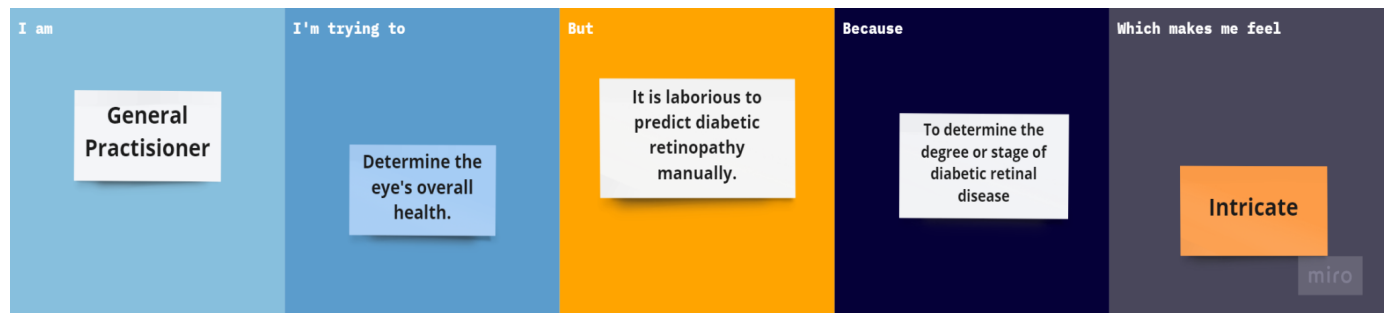 I am
General
Practisioner
I'm trying to
Determine the
eye's overall
health.
But
It is laborious to
predict diabetic
retinopathy
manually.
Because
To determine the
degree or stage of
diabetic retinal
disease
Which makes me feel
Intricate
miro